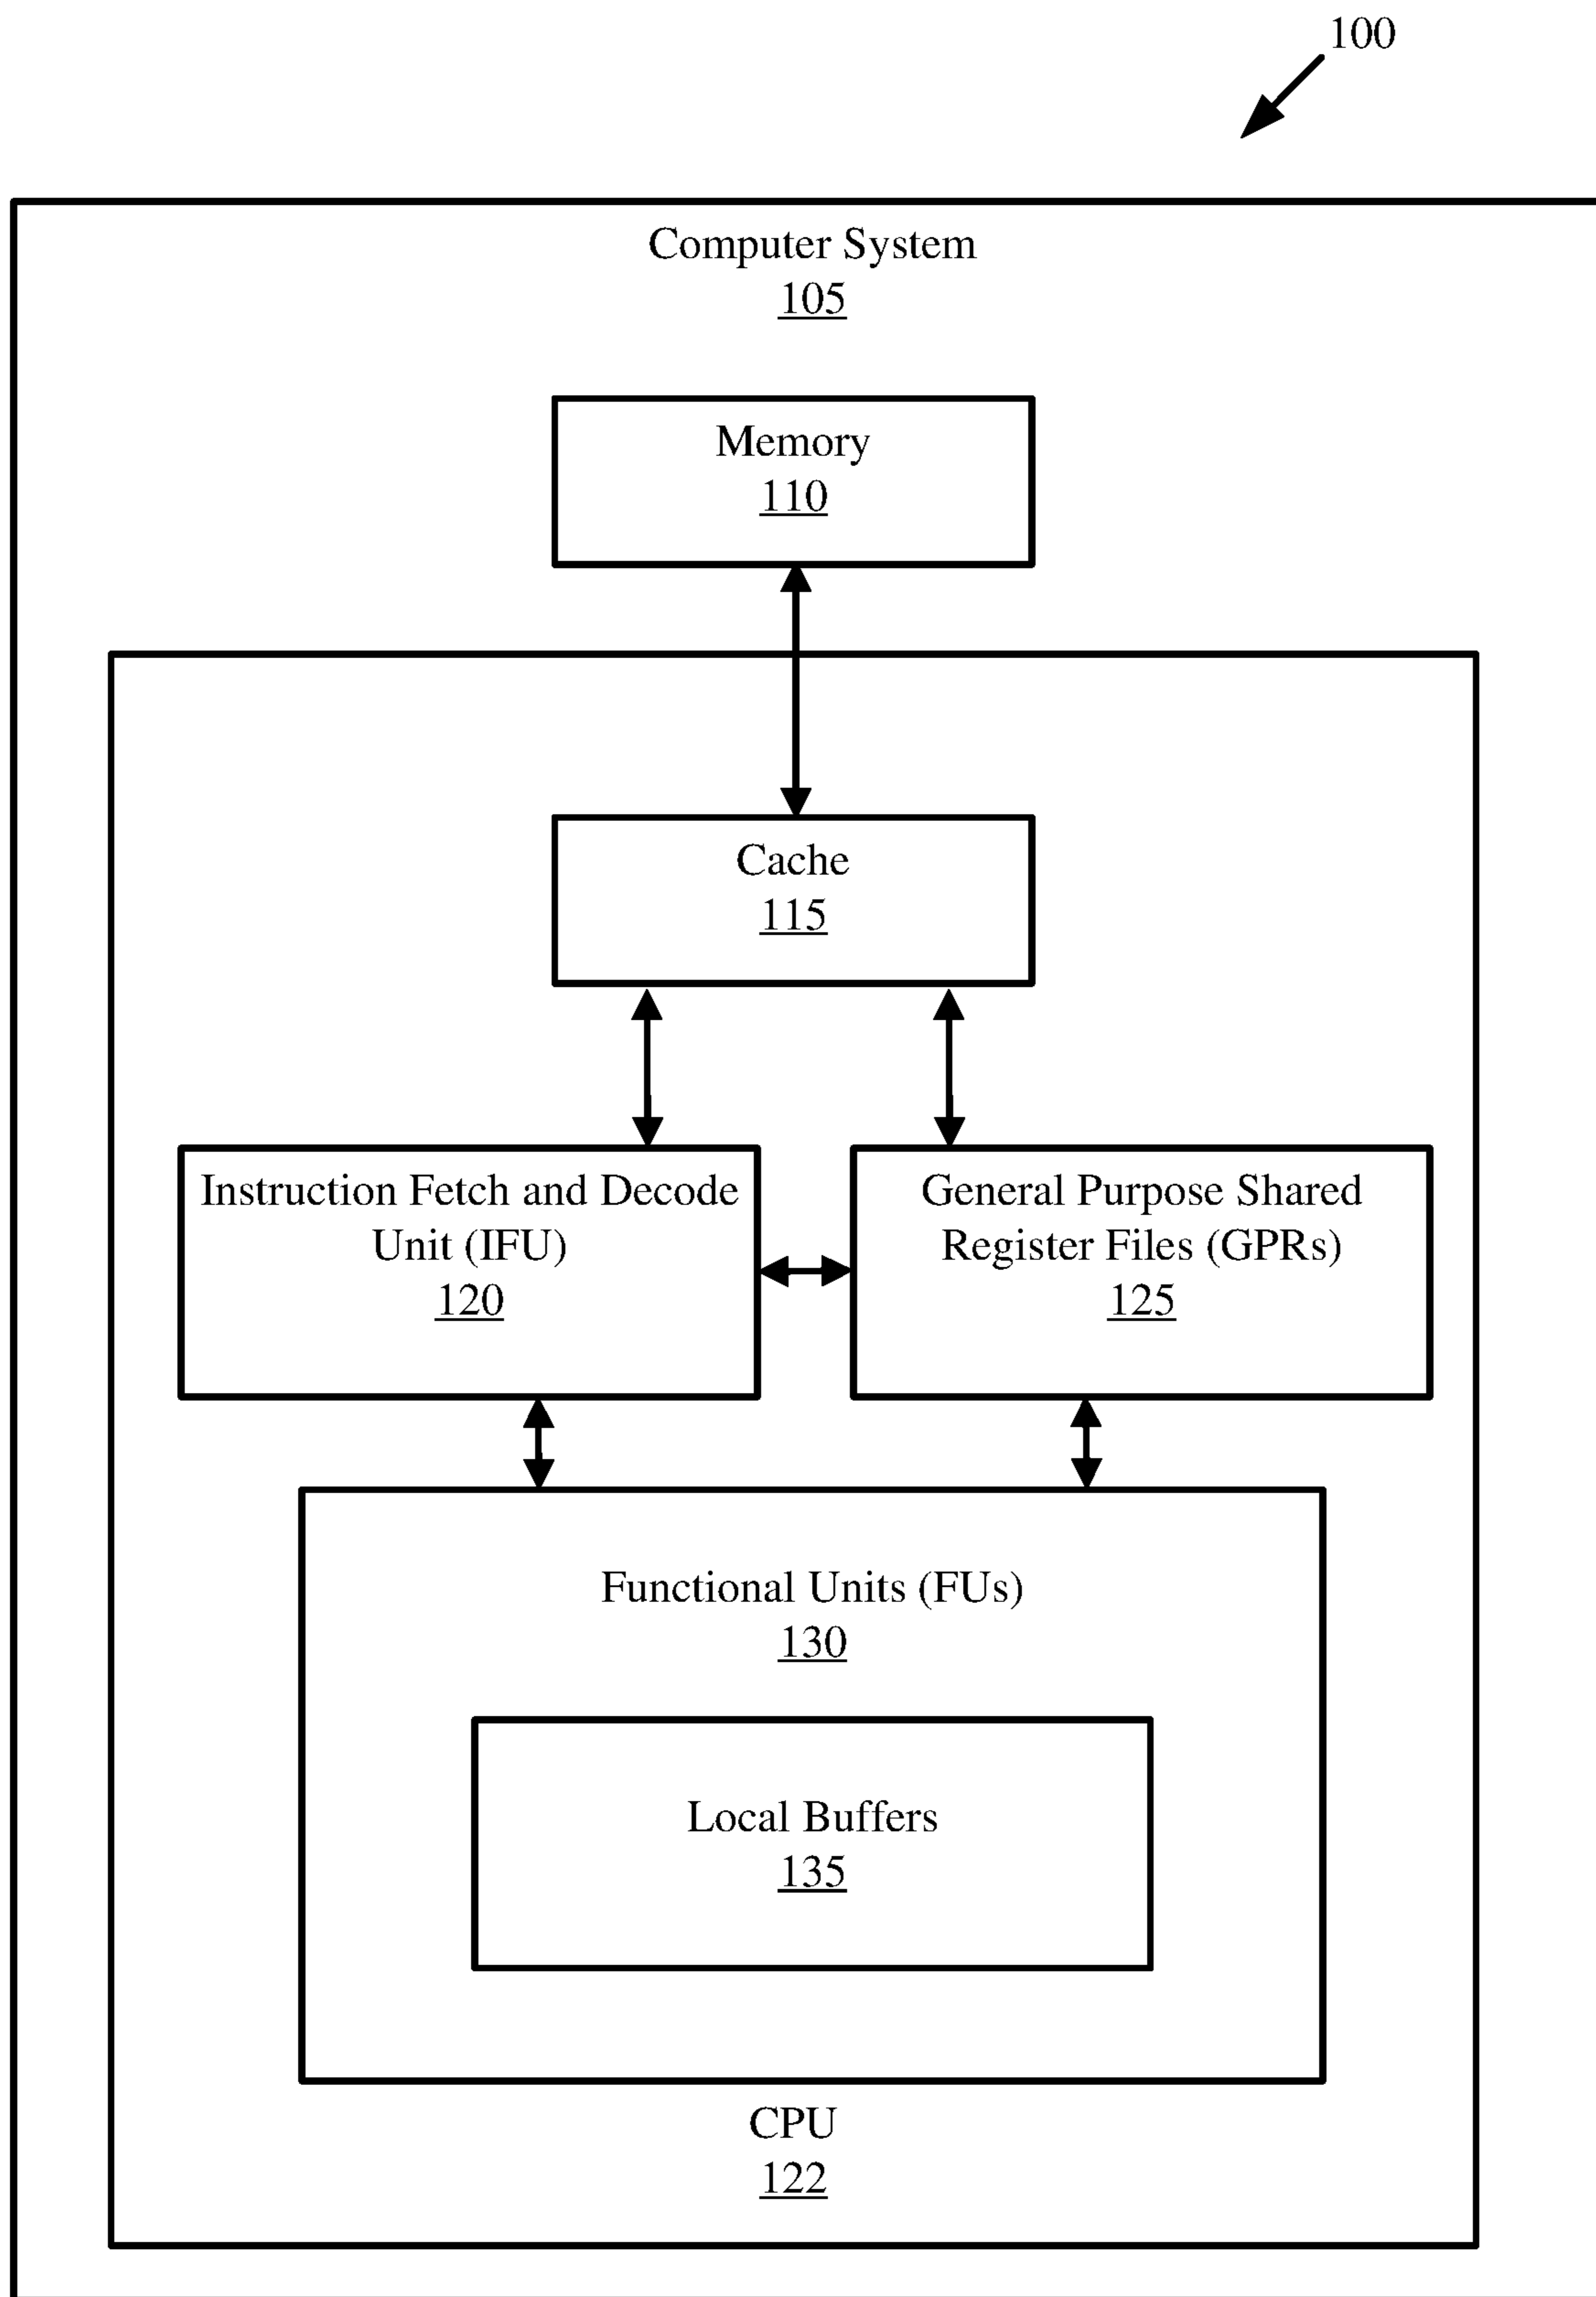 100
Computer System
105
Memory
110
Cache
115
Instruction Fetch and Decode
Unit (IFU)
120
General Purpose Shared
Register Files (GPRs)
125
Functional Units (FUs)
130
Local Buffers
135
CPU
122